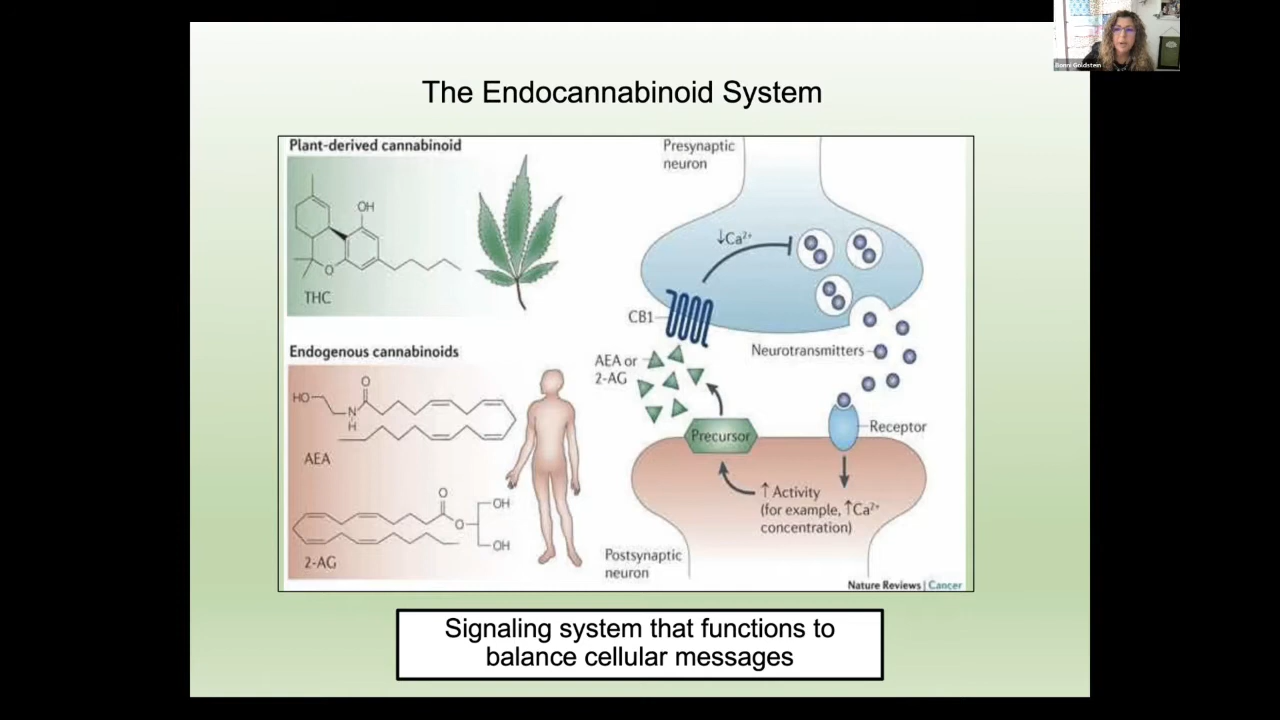 Bonni Goldstein
The Endocannabinoid System
Plant-derived cannabinoid
OH
O
THC
Endogenous cannabinoids
O
HO
N
H
AEA
O
OH
O
OH
2-AG
Presynaptic
neuron
↓Ca²⁺
CB1
AEA or
2-AG
Neurotransmitters
Precursor
Receptor
↑ Activity
(for example, ↑Ca²⁺
concentration)
Postsynaptic
neuron
Nature Reviews | Cancer
Signaling system that functions to
balance cellular messages